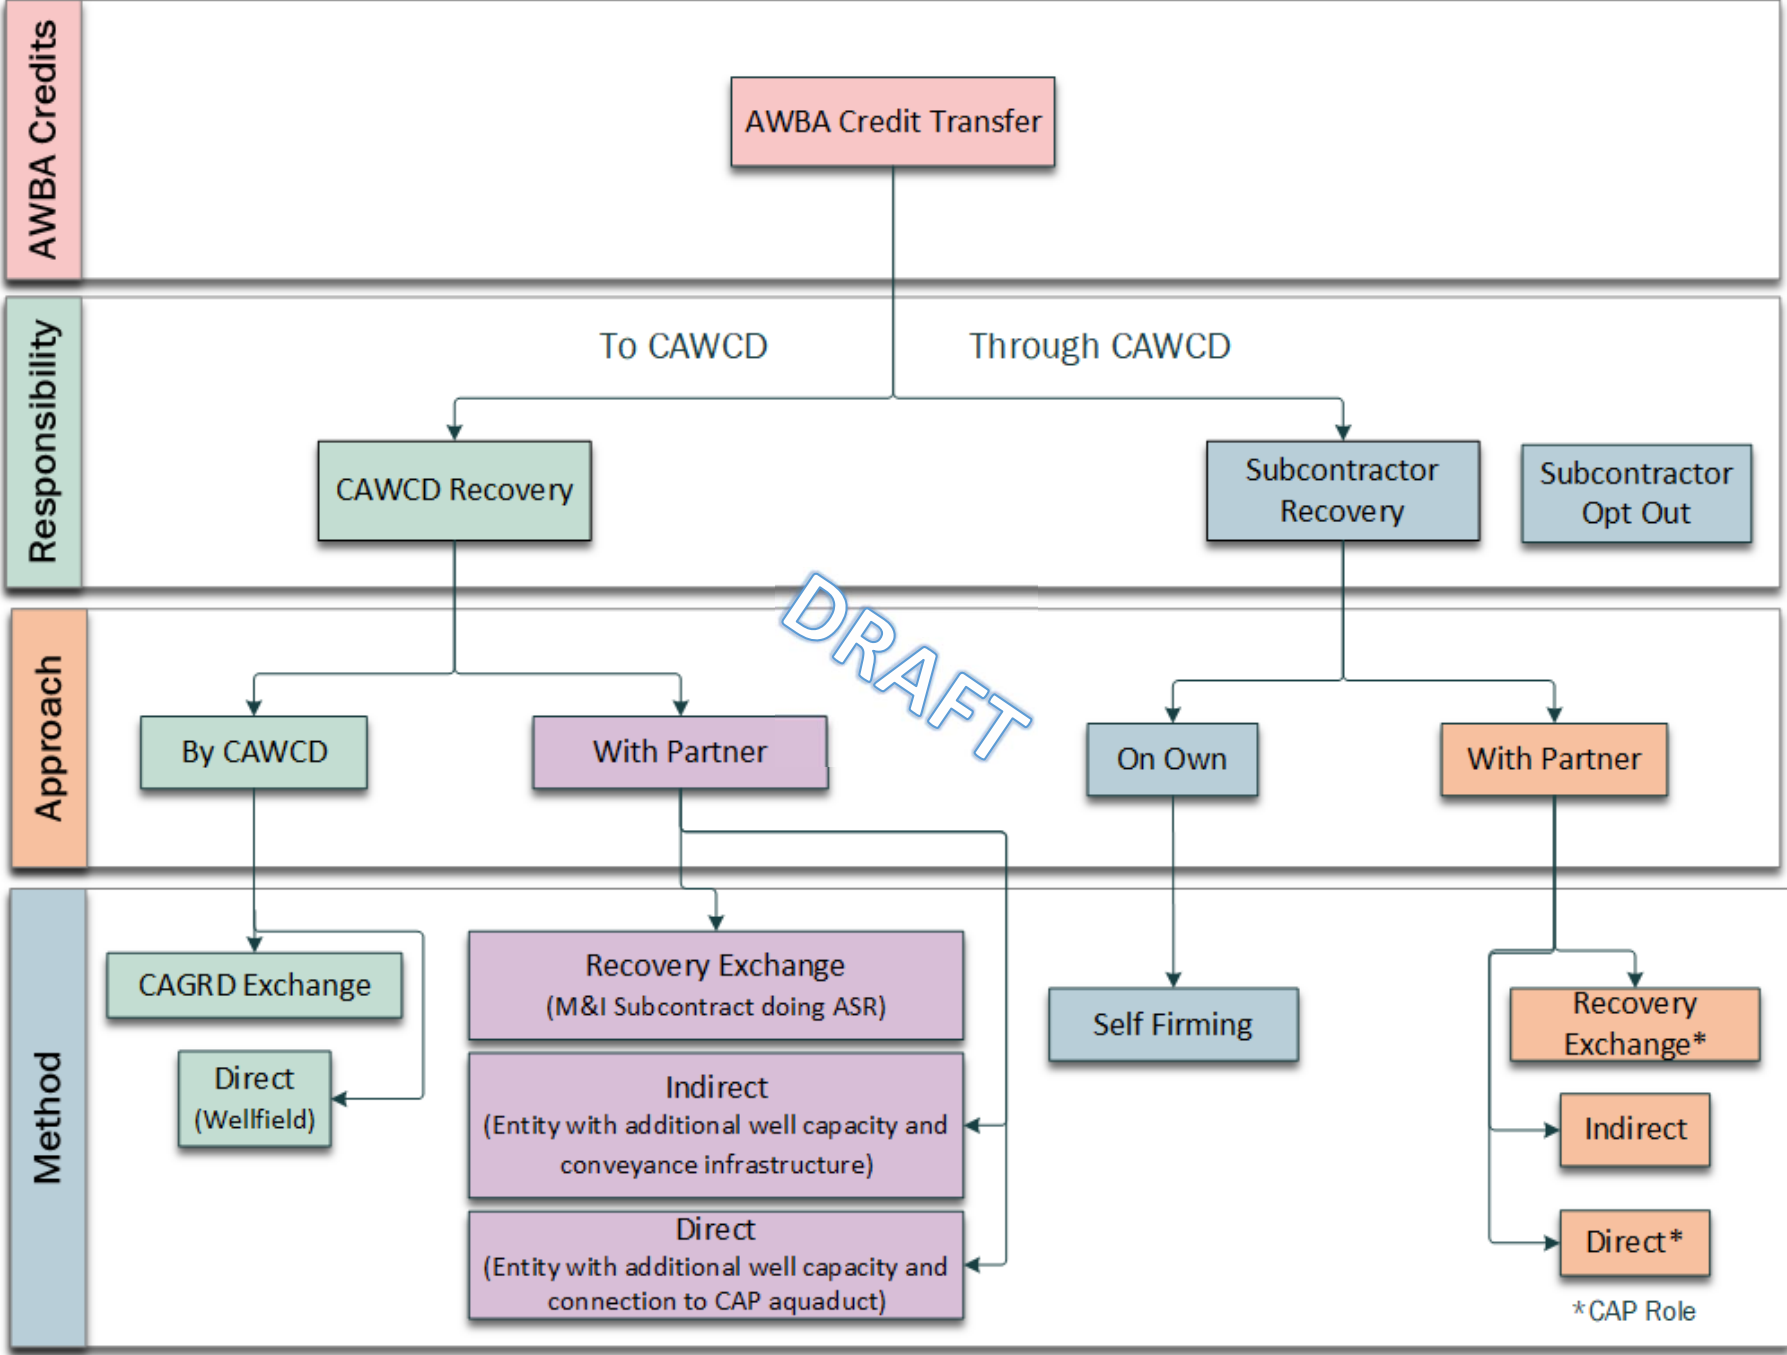 AWBA Credits
AWBA Credit Transfer
Responsibility
To CAWCD
Through CAWCD
CAWCD Recovery
Subcontractor
Recovery
Subcontractor
Opt Out
DRAFT
Approach
By CAWCD
With Partner
On Own
With Partner
Method
CAGRD Exchange
Direct
(Wellfield)
Recovery Exchange
(M&I Subcontract doing ASR)
Indirect
(Entity with additional well capacity and
conveyance infrastructure)
Direct
(Entity with additional well capacity and
connection to CAP aquaduct)
Self Firming
Recovery
Exchange*
Indirect
Direct*
*CAP Role